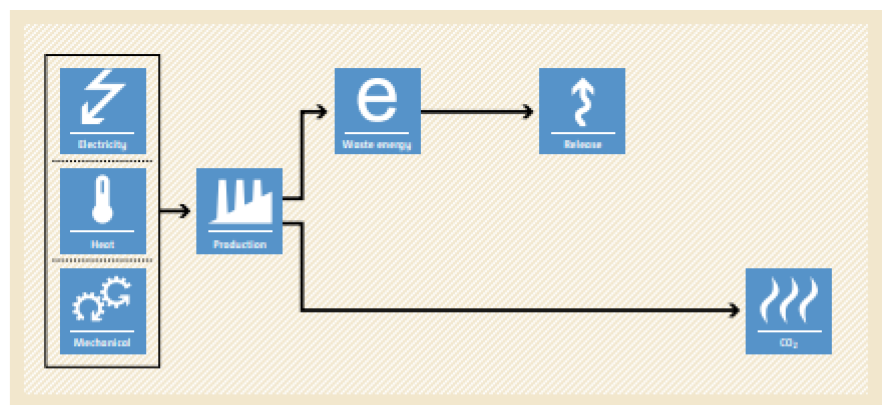 Electricity
Waste energy
Release
Heat
Production
Mechanical
CO₂